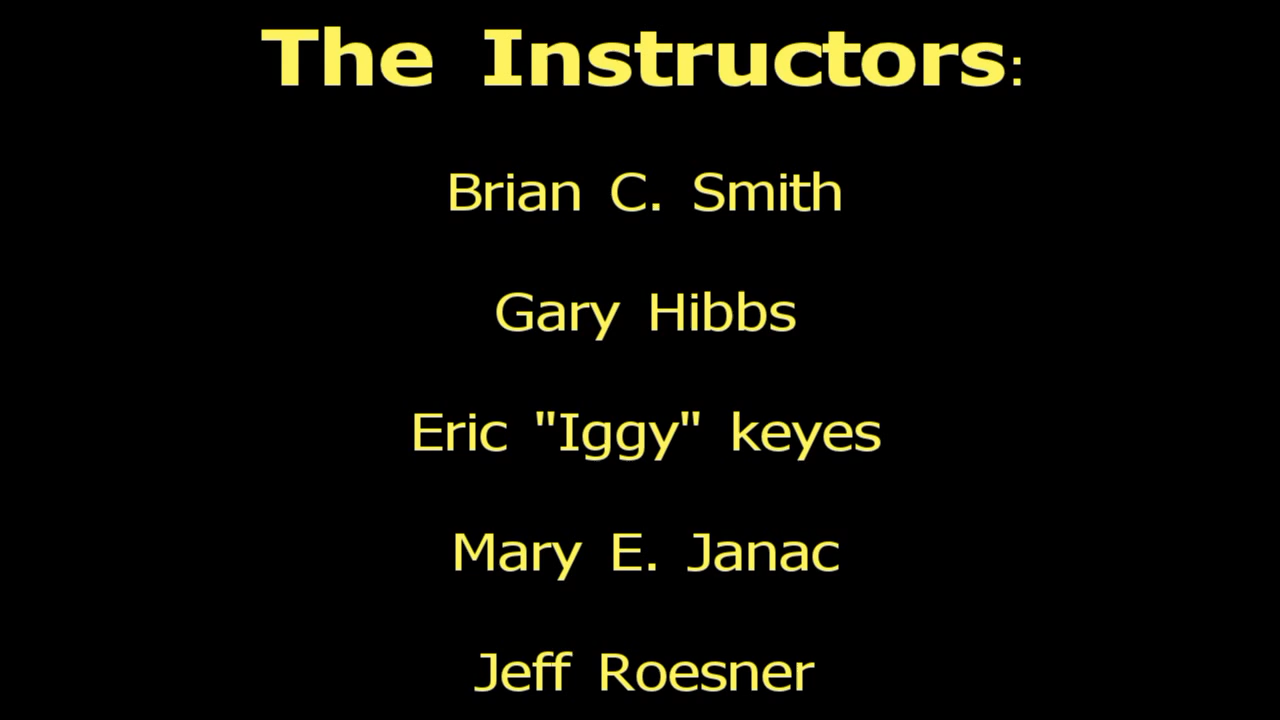 The Instructors:
Brian C. Smith
Gary Hibbs
Eric "Iggy" keyes
Mary E. Janac
Jeff Roesner